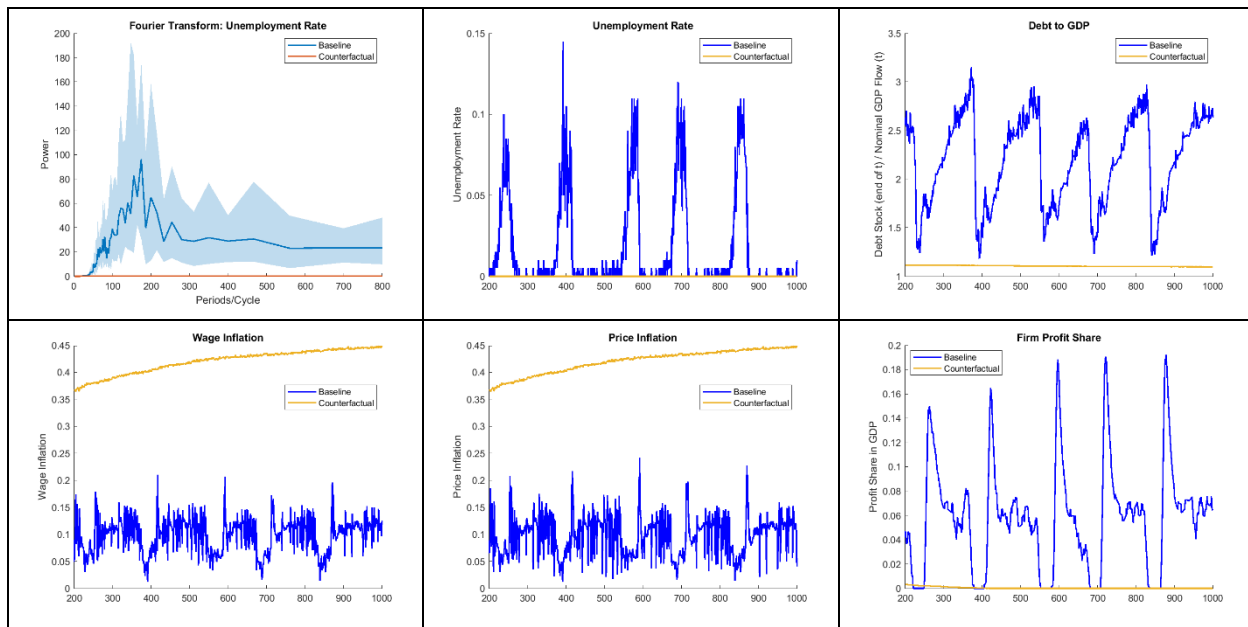 Fourier Transform: Unemployment Rate
200
180
160
140
120
100
80
60
40
20
0
Power
Baseline
Counterfactual
0 100 200 300 400 500 600 700 800
Periods/Cycle
Unemployment Rate
0.15
0.1
0.05
0
Unemployment Rate
Baseline
Counterfactual
200 300 400 500 600 700 800 900 1000
Debt to GDP
3.5
3
2.5
2
1.5
1
Debt Stock (end of t) / Nominal GDP Flow (t)
Baseline
Counterfactual
200 300 400 500 600 700 800 900 1000
Wage Inflation
0.45
0.4
0.35
0.3
0.25
0.2
0.15
0.1
0.05
0
Wage Inflation
Baseline
Counterfactual
200 300 400 500 600 700 800 900 1000
Price Inflation
0.45
0.4
0.35
0.3
0.25
0.2
0.15
0.1
0.05
0
Price Inflation
Baseline
Counterfactual
200 300 400 500 600 700 800 900 1000
Firm Profit Share
0.2
0.18
0.16
0.14
0.12
0.1
0.08
0.06
0.04
0.02
0
Profit Share in GDP
Baseline
Counterfactual
200 300 400 500 600 700 800 900 1000